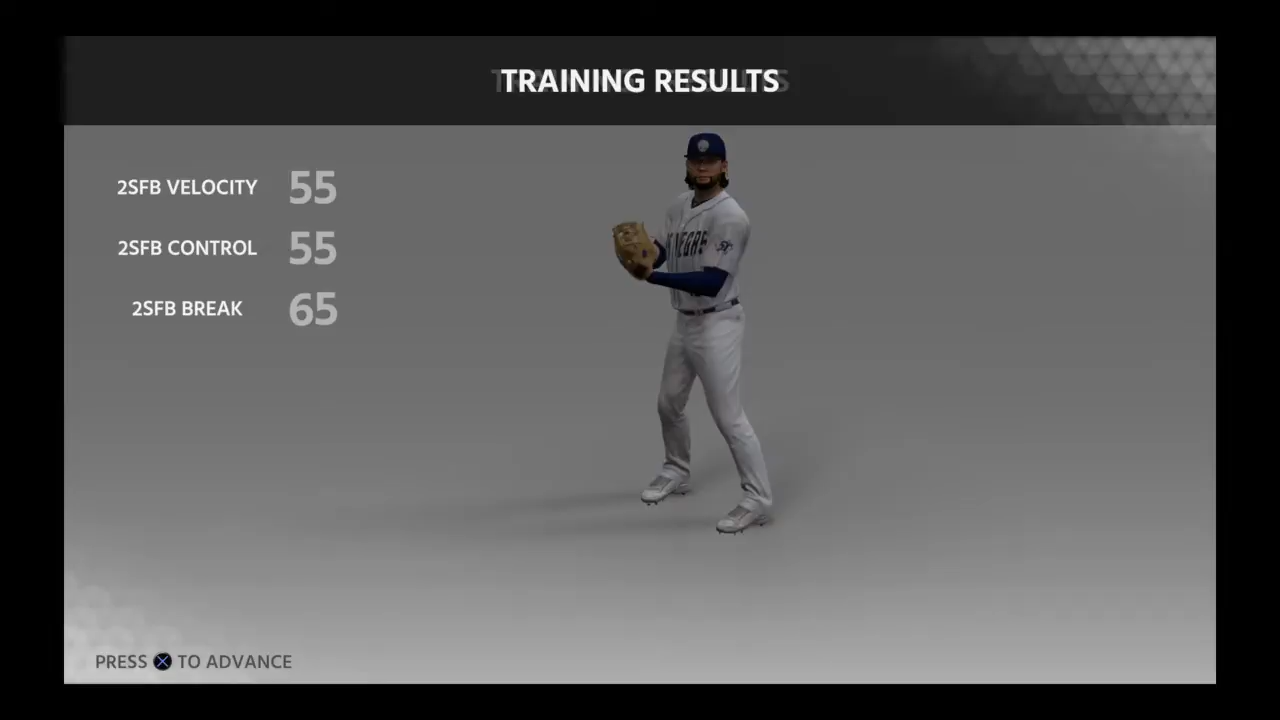 TRAINING RESULTS
2SFB VELOCITY 55
2SFB CONTROL 55
2SFB BREAK 65
PRESS TO ADVANCE